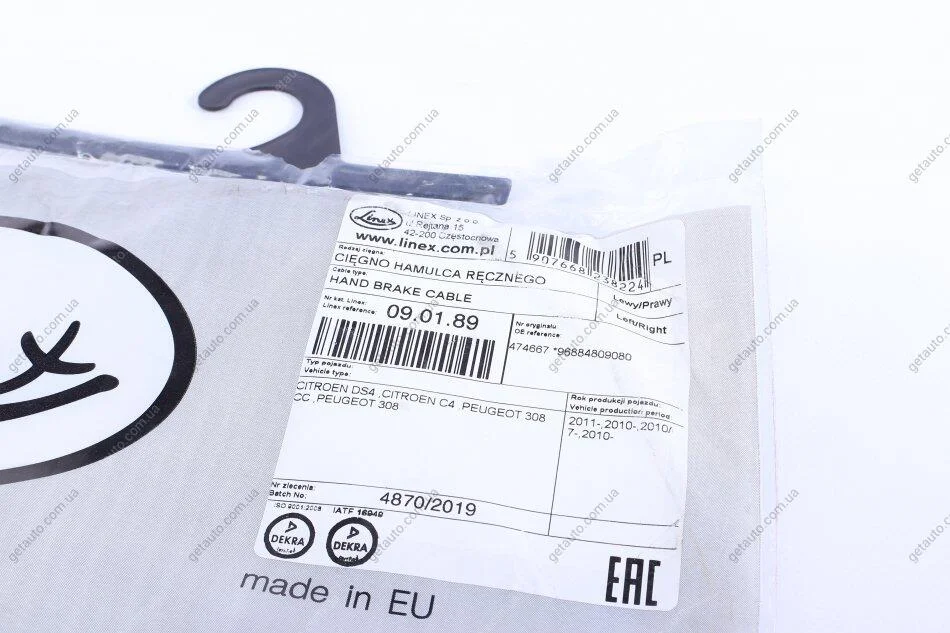 Linex
LINEX Sp. z o.o.
ul. Rejtana 15
42-200 Częstochowa
www.linex.com.pl
5 907668 238224
PL
Rodzaj cięgna:
CIĘGNO HAMULCA RĘCZNEGO
Cable type:
HAND BRAKE CABLE
Lewy/Prawy
Left/Right
Nr kat. Linex:
Linex reference:
09.01.89
Nr oryginału
OE reference:
474667 *96884809080
Typ pojazdu:
Vehicle type:
CITROEN DS4 ,CITROEN C4 ,PEUGEOT 308
CC ,PEUGEOT 308
Rok produkcji pojazdu
Vehicle production period
2011-,2010-,2010/
7-,2010-
Nr zlecenia:
Batch No:
4870/2019
ISO 9001:2008
IATF 16949
DEKRA
DEKRA
EAC
made in EU
getauto.com.ua